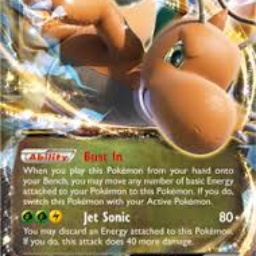 Ability Bust In
When you play this Pokémon from your hand onto
your Bench, you may move any number of basic Energy
attached to your Pokémon to this Pokémon. If you do,
switch this Pokémon with your Active Pokémon.
Jet Sonic 80+
You may discard an Energy attached to this Pokémon.
If you do, this attack does 40 more damage.